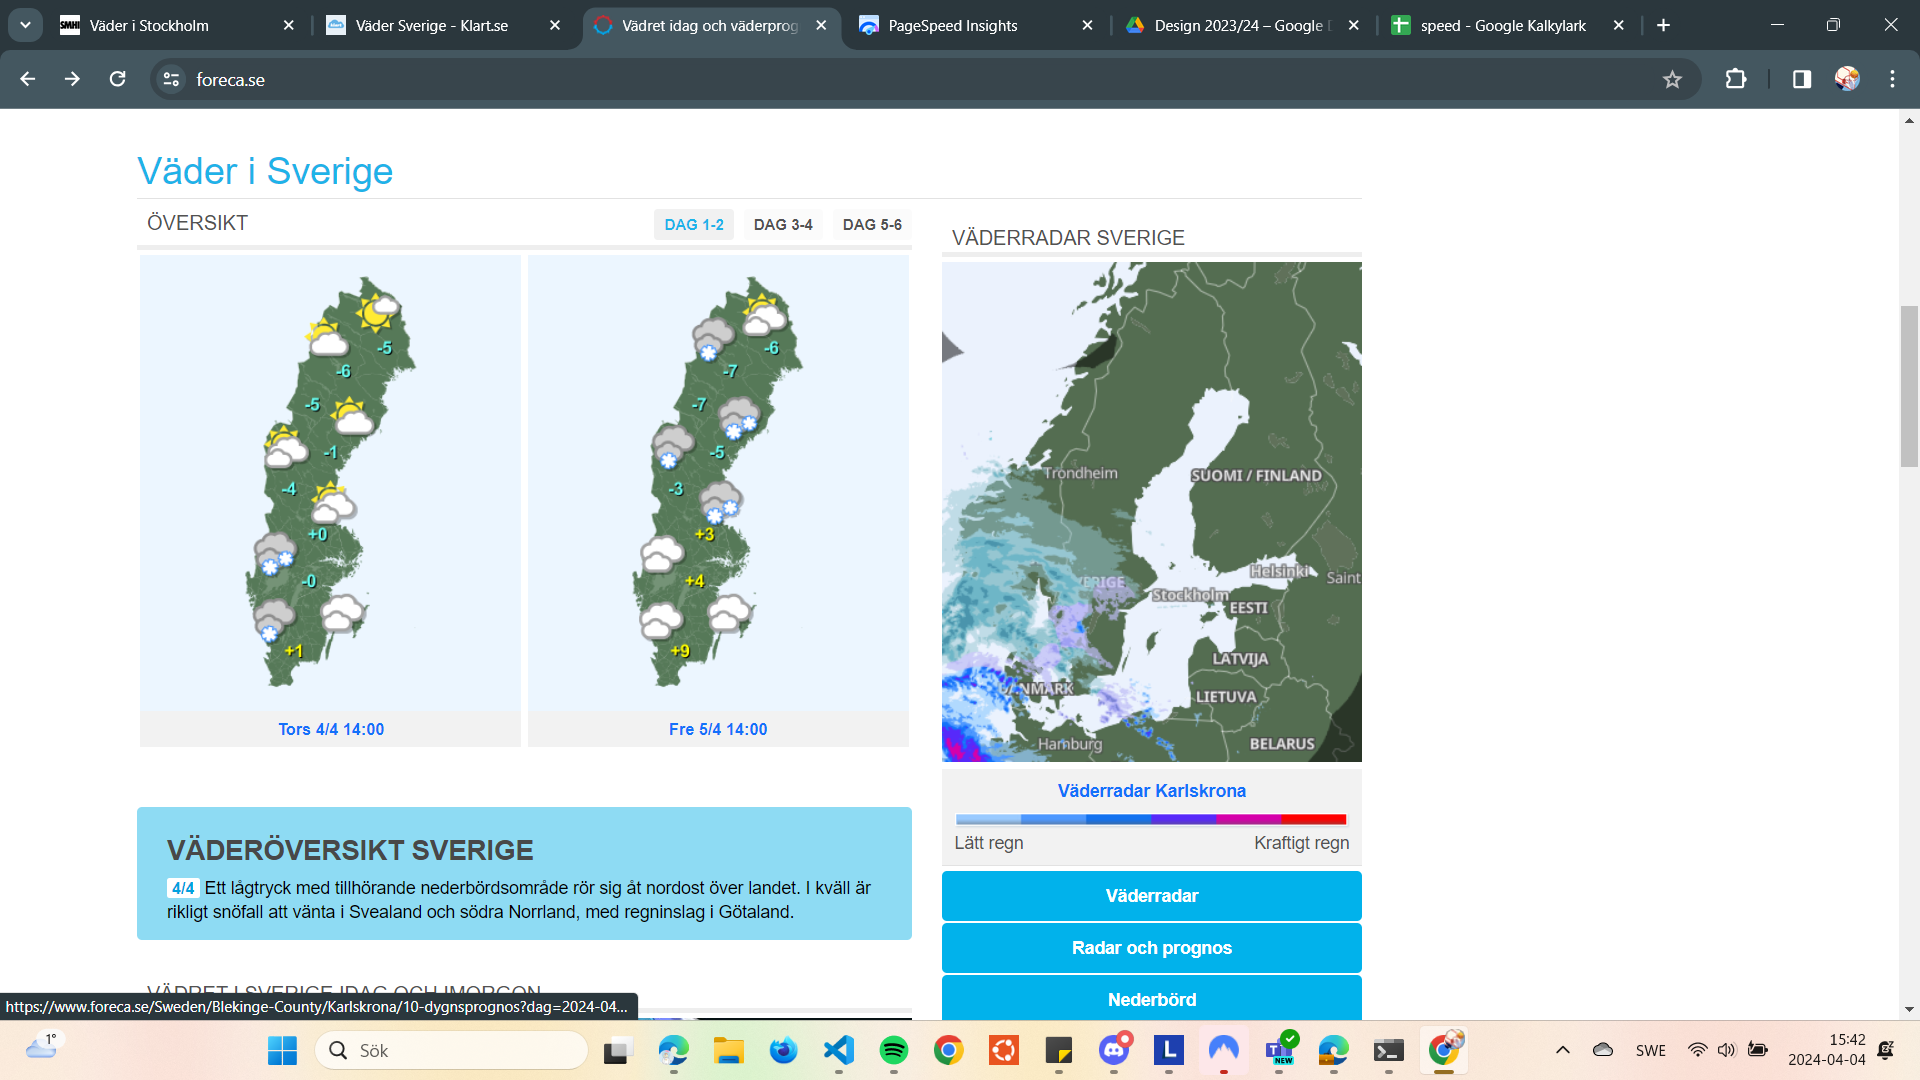 Väder i Stockholm
Väder Sverige - Klart.se
Vädret idag och väderprog
PageSpeed Insights
Design 2023/24 – Google
speed - Google Kalkylark
foreca.se
Väder i Sverige
ÖVERSIKT
DAG 1-2
DAG 3-4
DAG 5-6
-5
-6
-5
-1
-4
+0
-0
+1
Tors 4/4 14:00
-6
-7
-7
-5
-3
+3
+4
+9
Fre 5/4 14:00
VÄDERÖVERSIKT SVERIGE
4/4 Ett lågtryck med tillhörande nederbördsområde rör sig åt nordost över landet. I kväll är
rikligt snöfall att vänta i Svealand och södra Norrland, med regninslag i Götaland.
VÄDRET I SVERIGE IDAG OCH IMORGON
VÄDERRADAR SVERIGE
Trondheim
SUOMI / FINLAND
Helsinki
Saint
Stockholm
EESTI
LATVIJA
DANMARK
LIETUVA
Hamburg
BELARUS
Väderradar Karlskrona
Lätt regn
Kraftigt regn
Väderradar
Radar och prognos
Nederbörd
https://www.foreca.se/Sweden/Blekinge-County/Karlskrona/10-dygnsprognos?dag=2024-04...
1°
Sök
NEW
SWE
15:42
2024-04-04